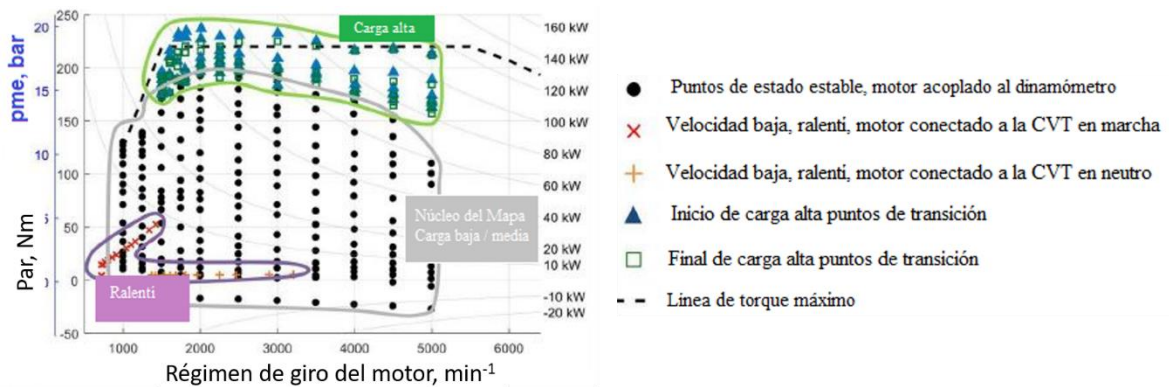 pme, bar
20
15
10
0
Par, Nm
250
200
150
100
50
0
-50
Carga alta
160 kW
140 kW
120 kW
100 kW
80 kW
60 kW
40 kW
20 kW
10 kW
-10 kW
-20 kW
Núcleo del Mapa
Carga baja / media
Ralenti
1000
2000
3000
4000
5000
6000
Régimen de giro del motor, min-1
Puntos de estado estable, motor acoplado al dinamómetro
Velocidad baja, ralenti, motor conectado a la CVT en marcha
Velocidad baja, ralenti, motor conectado a la CVT en neutro
Inicio de carga alta puntos de transición
Final de carga alta puntos de transición
Linea de torque máximo